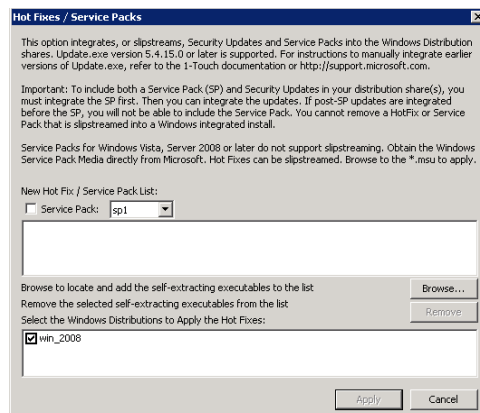 Hot Fixes / Service Packs
This option integrates, or slipstreams, Security Updates and Service Packs into the Windows Distribution
shares. Update.exe version 5.4.15.0 or later is supported. For instructions to manually integrate earlier
versions of Update.exe, refer to the 1-Touch documentation or http://support.microsoft.com.
Important: To include both a Service Pack (SP) and Security Updates in your distribution share(s), you
must integrate the SP first. Then you can integrate the updates. If post-SP updates are integrated
before the SP, you will not be able to include the Service Pack. You cannot remove a HotFix or Service
Pack that is slipstreamed into a Windows integrated install.
Service Packs for Windows Vista, Server 2008 or later do not support slipstreaming. Obtain the Windows
Service Pack Media directly from Microsoft. Hot Fixes can be slipstreamed. Browse to the *.msu to apply.
New Hot Fix / Service Pack List:
Service Pack: sp1
Browse to locate and add the self-extracting executables to the list Browse...
Remove the selected self-extracting executables from the list Remove
Select the Windows Distributions to Apply the Hot Fixes:
win_2008
Apply Cancel